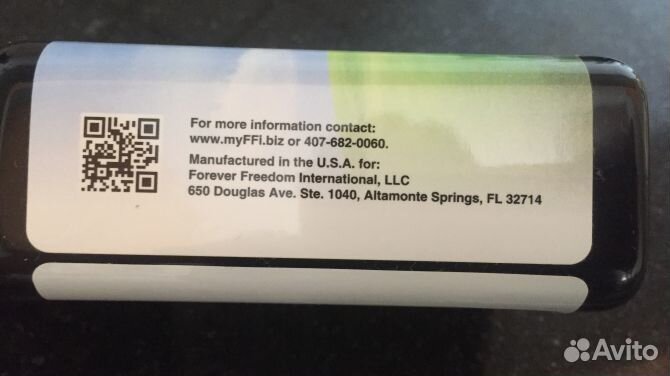 For more information contact:
www.myFFi.biz or 407-682-0060.
Manufactured in the U.S.A. for:
Forever Freedom International, LLC
650 Douglas Ave. Ste. 1040, Altamonte Springs, FL 32714
Avito